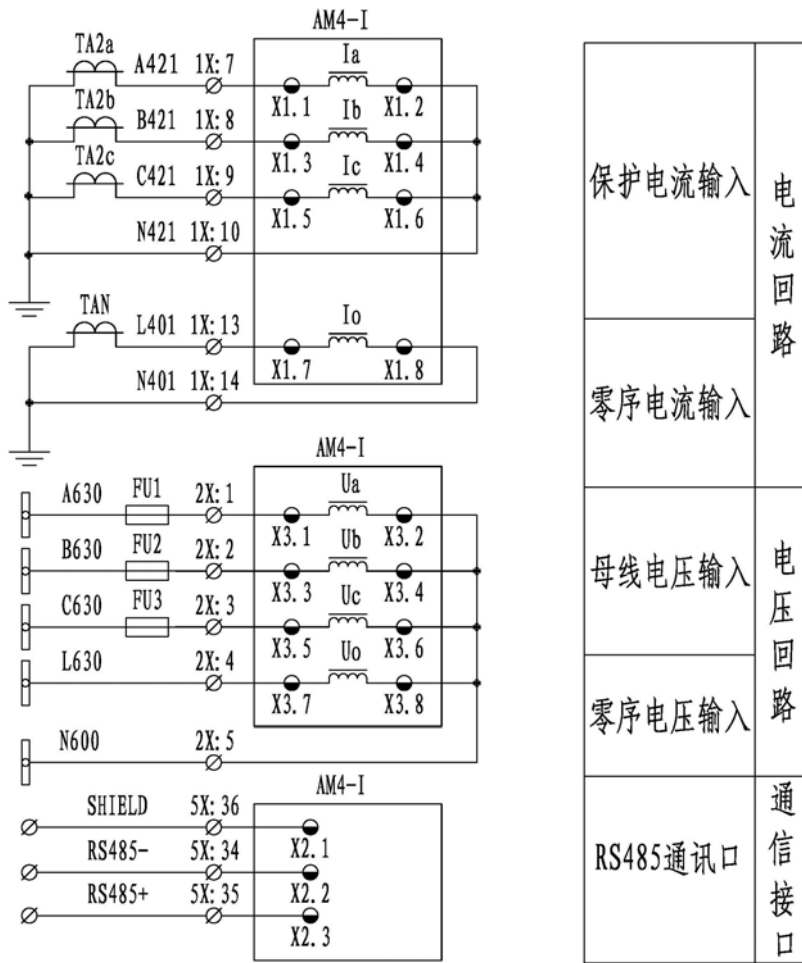 AM4-I
TA2a A421 1X:7 Ia
X1.1 X1.2
TA2b B421 1X:8 Ib
X1.3 X1.4
TA2c C421 1X:9 Ic
X1.5 X1.6
N421 1X:10
TAN L401 1X:13 Io
X1.7 X1.8
N401 1X:14
AM4-I
A630 FU1 2X:1 Ua
X3.1 X3.2
B630 FU2 2X:2 Ub
X3.3 X3.4
C630 FU3 2X:3 Uc
X3.5 X3.6
L630 2X:4 Uo
X3.7 X3.8
N600 2X:5
AM4-I
SHIELD 5X:36
X2.1
RS485- 5X:34
X2.2
RS485+ 5X:35
X2.3
保护电流输入
零序电流输入
电流回路
母线电压输入
零序电压输入
电压回路
RS485通讯口
通信接口